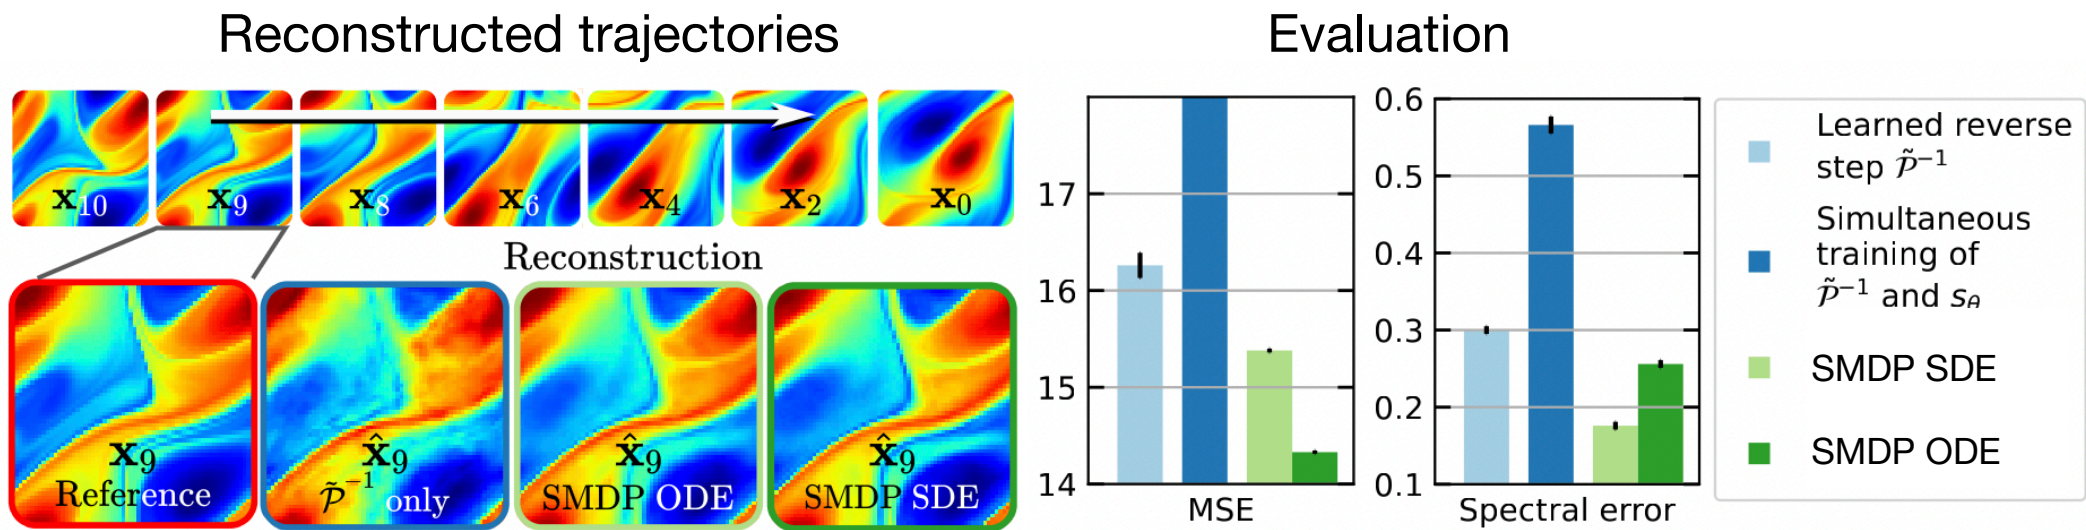 Reconstructed trajectories
x10
x9
x8
x6
x4
x2
x0
Reconstruction
x9
Reference
x̂9
𝒫̃⁻¹ only
x̂9
SMDP ODE
x̂9
SMDP SDE
Evaluation
17
16
15
14
MSE
0.6
0.5
0.4
0.3
0.2
0.1
Spectral error
Learned reverse
step 𝒫̃⁻¹
Simultaneous
training of
𝒫̃⁻¹ and sθ
SMDP SDE
SMDP ODE